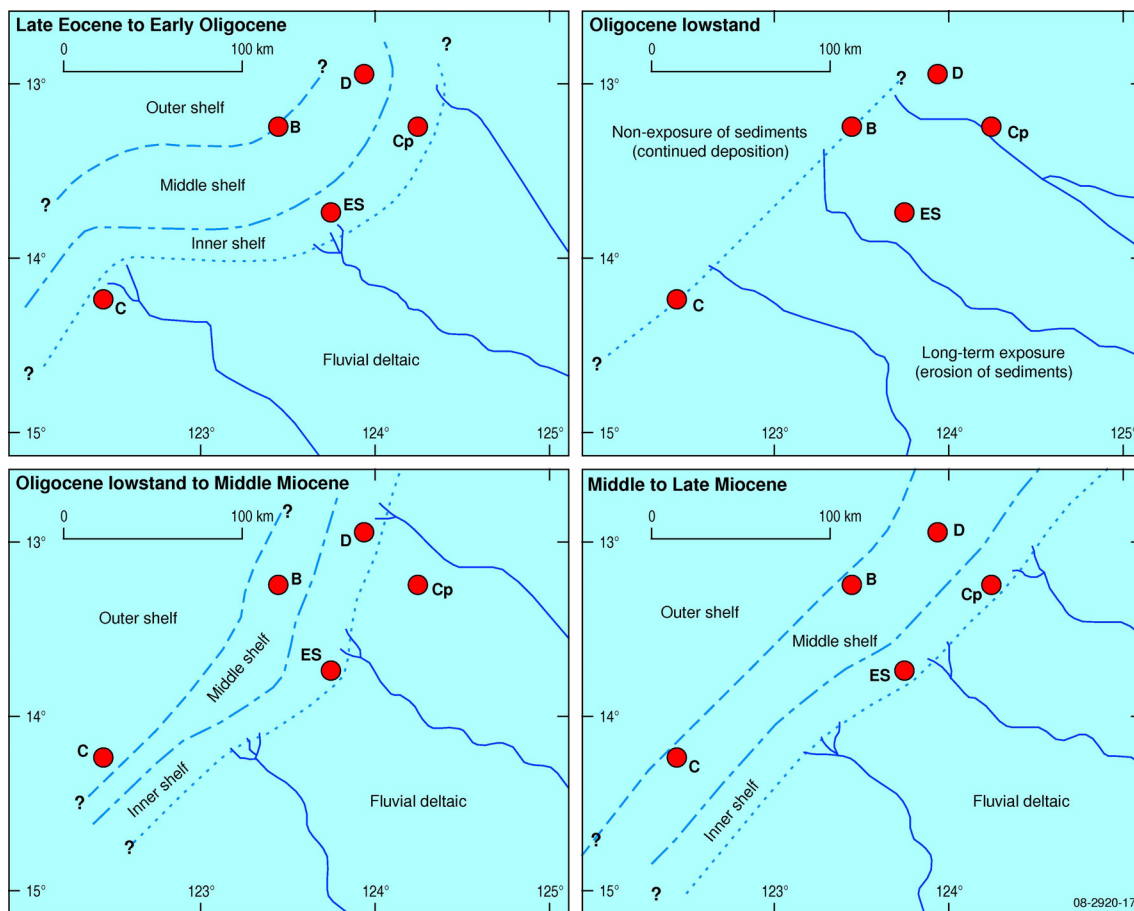 Late Eocene to Early Oligocene
0 100 km
?
?
13°
D
Outer shelf
B
Cp
Middle shelf
?
ES
Inner shelf
14°
C
?
Fluvial deltaic
15°
123°
124°
125°
Oligocene lowstand
0 100 km
13°
?
D
Non-exposure of sediments
(continued deposition)
B
Cp
ES
14°
C
?
Long-term exposure
(erosion of sediments)
15°
123°
124°
125°
Oligocene lowstand to Middle Miocene
0 100 km
?
13°
D
B
Cp
Outer shelf
Middle shelf
ES
14°
C
?
Inner shelf
?
Fluvial deltaic
15°
123°
124°
125°
Middle to Late Miocene
0 100 km
13°
D
B
Cp
Outer shelf
Middle shelf
ES
14°
C
Inner shelf
Fluvial deltaic
?
?
15°
123°
124°
08-2920-17